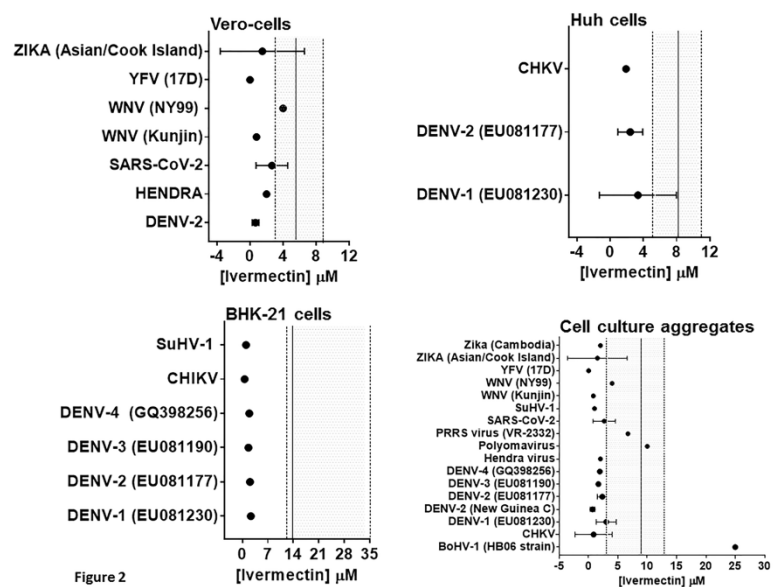 Vero-cells
ZIKA (Asian/Cook Island)
YFV (17D)
WNV (NY99)
WNV (Kunjin)
SARS-CoV-2
HENDRA
DENV-2
-4 0 4 8 12
[Ivermectin] µM
Huh cells
CHKV
DENV-2 (EU081177)
DENV-1 (EU081230)
-4 0 4 8 12
[Ivermectin] µM
BHK-21 cells
SuHV-1
CHIKV
DENV-4 (GQ398256)
DENV-3 (EU081190)
DENV-2 (EU081177)
DENV-1 (EU081230)
0 7 14 21 28 35
[Ivermectin] µM
Cell culture aggregates
Zika (Cambodia)
ZIKA (Asian/Cook Island)
YFV (17D)
WNV (NY99)
WNV (Kunjin)
SuHV-1
SARS-CoV-2
PRRS virus (VR-2332)
Polyomavirus
Hendra virus
DENV-4 (GQ398256)
DENV-3 (EU081190)
DENV-2 (EU081177)
DENV-2 (New Guinea C)
DENV-1 (EU081230)
CHKV
BoHV-1 (HB06 strain)
-5 0 5 10 15 20 25 30
[Ivermectin] µM
Figure 2